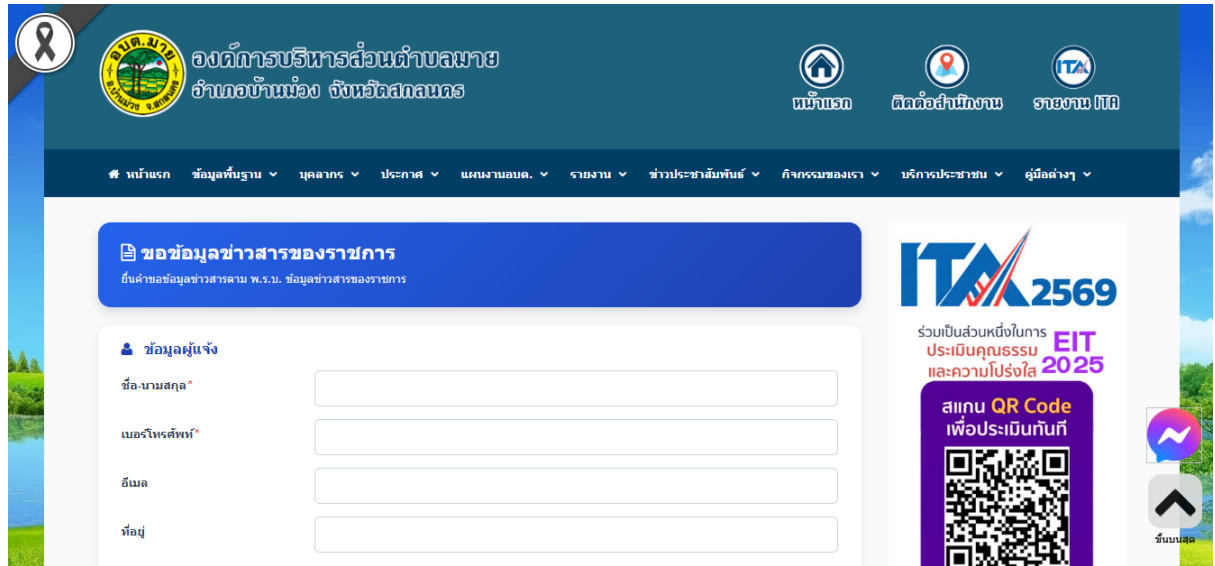 องค์การบริหารส่วนตำบลมาย
อำเภอบ้านม่วง จังหวัดสกลนคร
หน้าแรก
ติดต่อสำนักงาน
ITA
รายงาน ITA
หน้าแรก ข้อมูลพื้นฐาน บุคลากร ประกาศ แผนงานอบต. รายงาน ข่าวประชาสัมพันธ์ กิจกรรมของเรา บริการประชาชน คู่มือต่างๆ
ขอข้อมูลข่าวสารของราชการ
ยื่นคำขอข้อมูลข่าวสารตาม พ.ร.บ. ข้อมูลข่าวสารของราชการ
ข้อมูลผู้แจ้ง
ชื่อ-นามสกุล*
เบอร์โทรศัพท์*
อีเมล
ที่อยู่
ITA 2569
ร่วมเป็นส่วนหนึ่งในการ
ประเมินคุณธรรม
และความโปร่งใส
EIT
2025
สแกน QR Code
เพื่อประเมินทันที
ขึ้นบนสุด